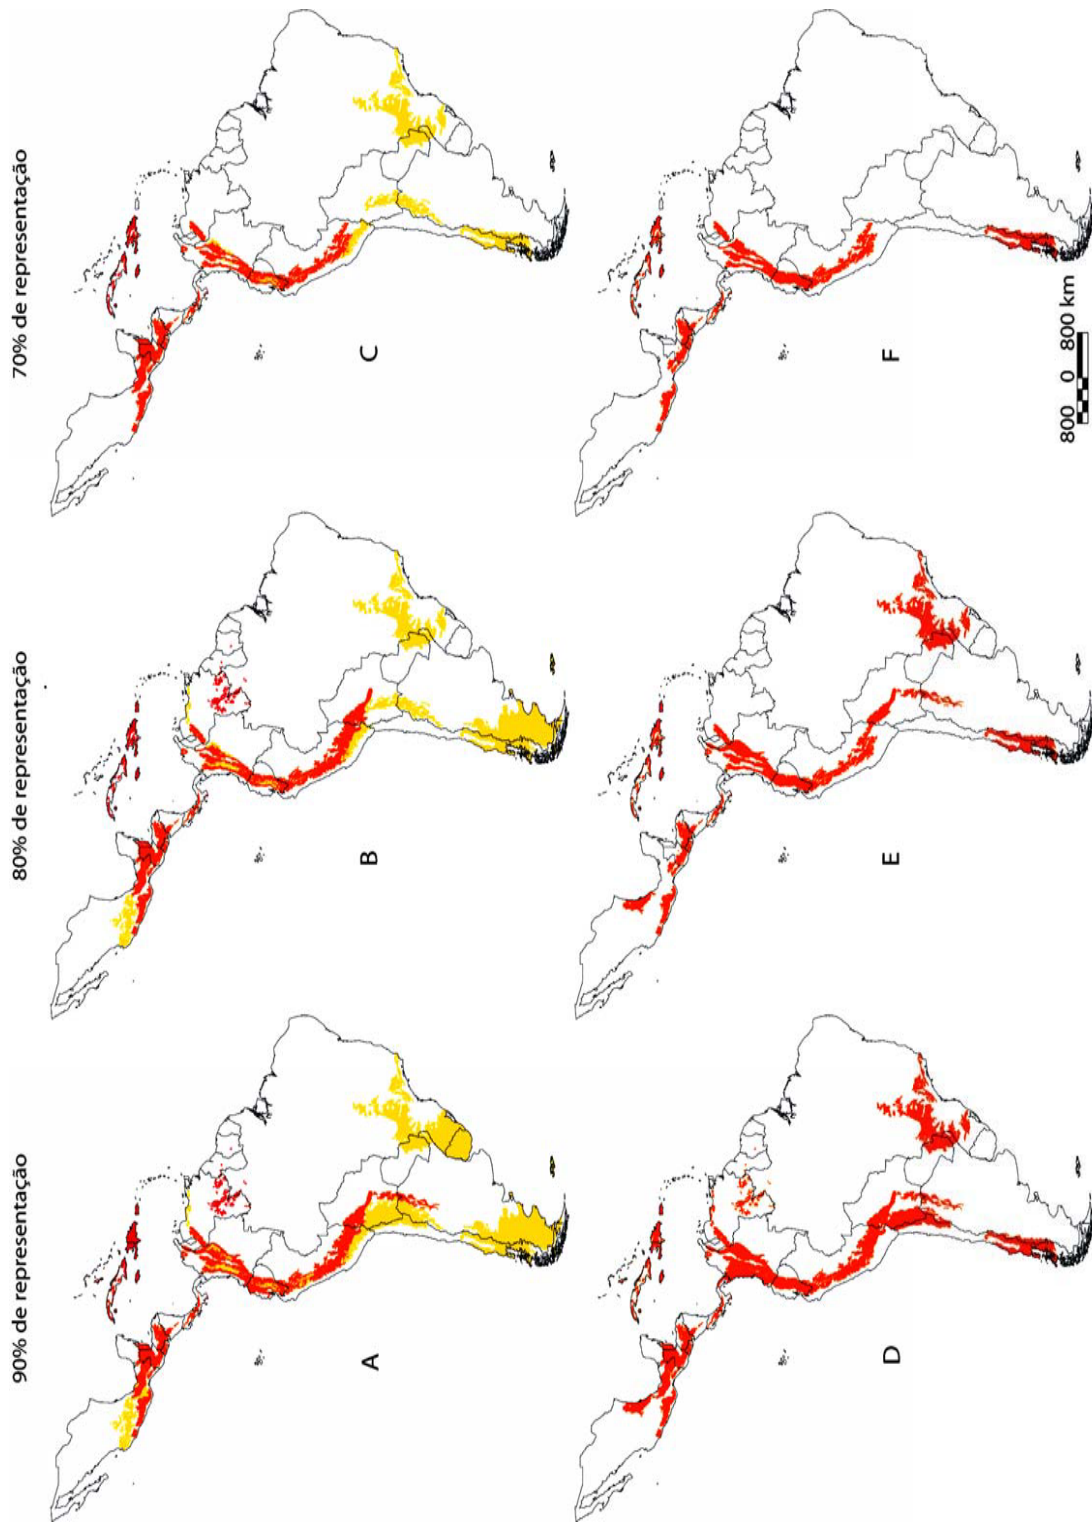 90% de representação
80% de representação
70% de representação
A
B
C
D
E
F
800 0 800 km